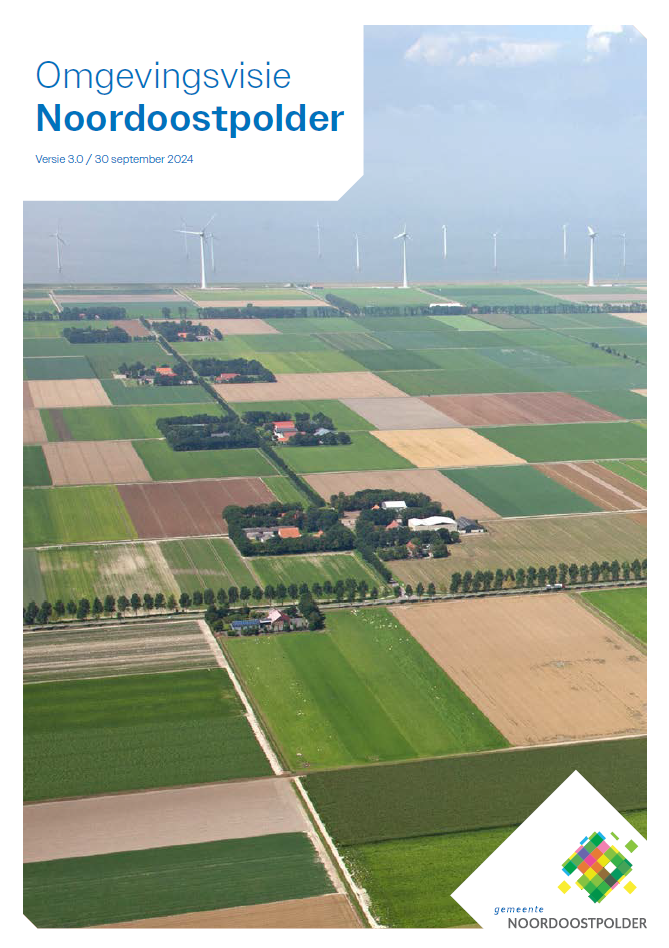 Omgevingsvisie
Noordoostpolder
Versie 3.0 / 30 september 2024
gemeente
NOORDOOSTPOLDER